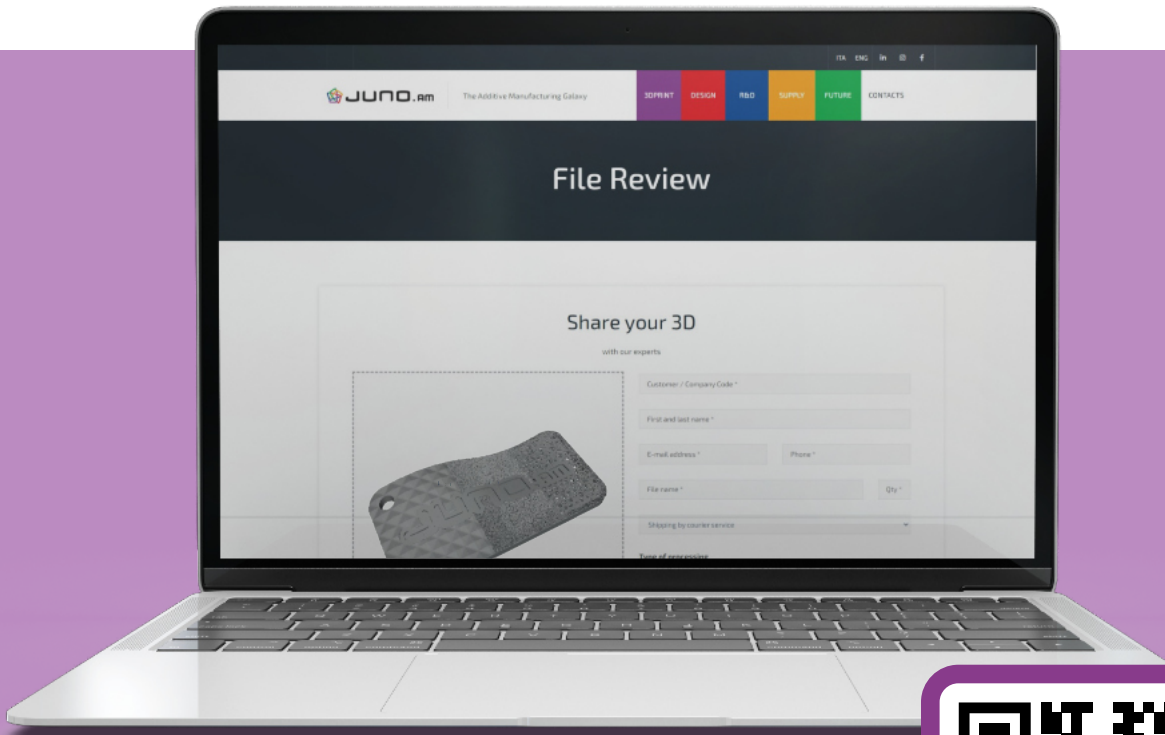 ITA ENG in f
JUNO.AM
The Additive Manufacturing Galaxy
3DPRINT DESIGN R&D SUPPLY FUTURE CONTACTS
File Review
Share your 3D
with our experts
Customer / Company Code *
First and last name *
E-mail address * Phone *
File name * Qty *
Shipping by courier service
Type of processing